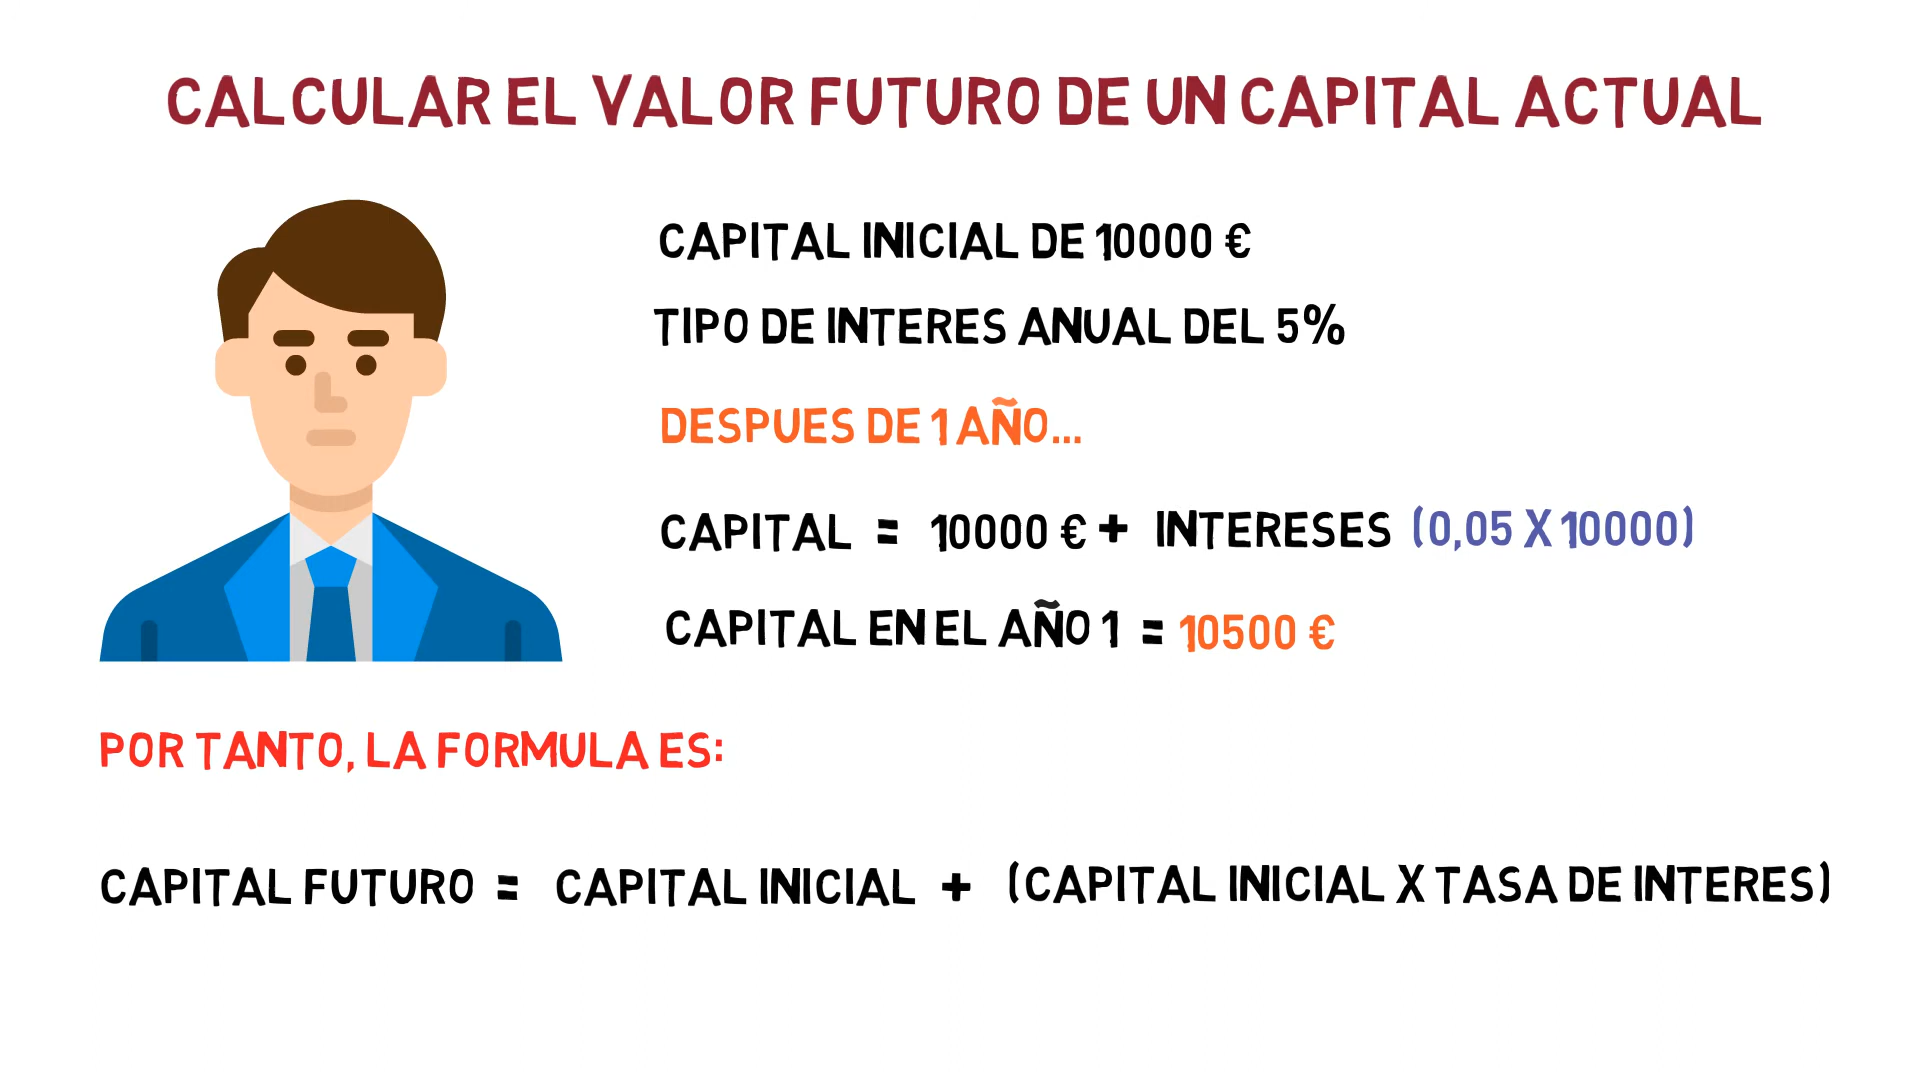 CALCULAR EL VALOR FUTURO DE UN CAPITAL ACTUAL
CAPITAL INICIAL DE 10000 €
TIPO DE INTERES ANUAL DEL 5%
DESPUES DE 1 AÑO...
CAPITAL = 10000 € + INTERESES (0,05 X 10000)
CAPITAL EN EL AÑO 1 = 10500 €
POR TANTO, LA FORMULA ES:
CAPITAL FUTURO = CAPITAL INICIAL + (CAPITAL INICIAL X TASA DE INTERES)